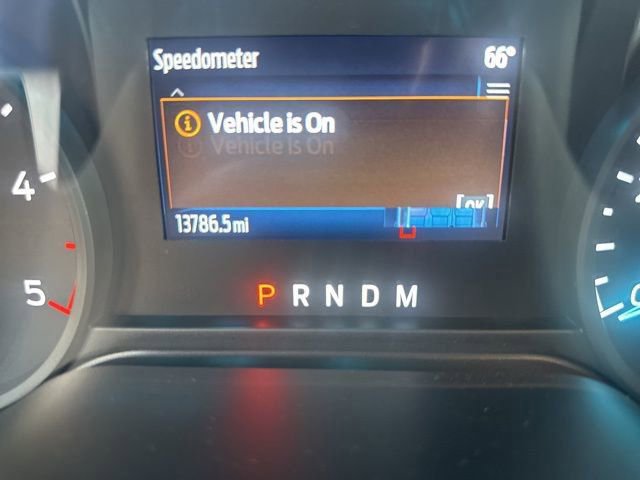 Speedometer 66°
Vehicle is On
Vehicle is On
[OK]
13786.5 mi
4
5
P R N D M